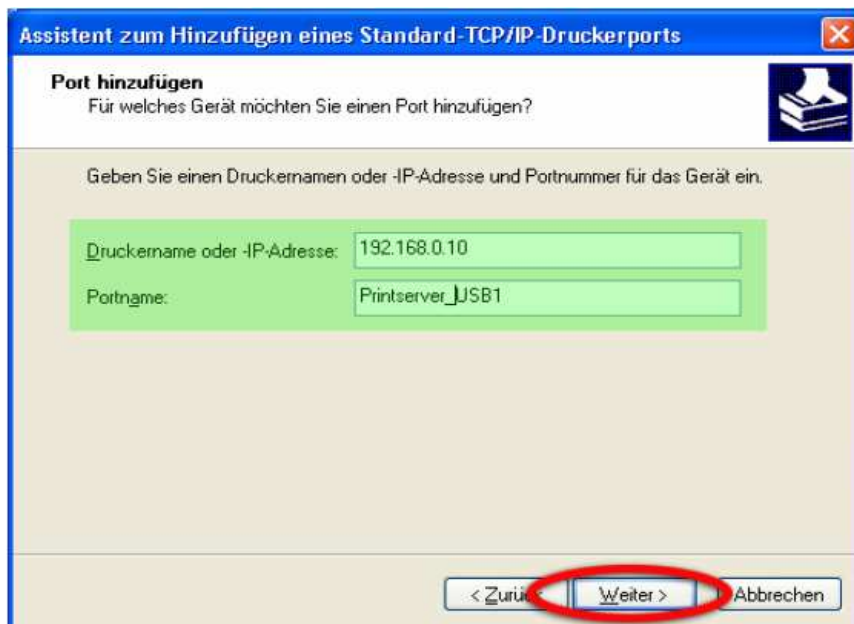 Assistent zum Hinzufügen eines Standard-TCP/IP-Druckerports
Port hinzufügen
Für welches Gerät möchten Sie einen Port hinzufügen?
Geben Sie einen Druckernamen oder -IP-Adresse und Portnummer für das Gerät ein.
Druckername oder -IP-Adresse: 192.168.0.10
Portname: Printserver_USB1
< Zurück Weiter > Abbrechen